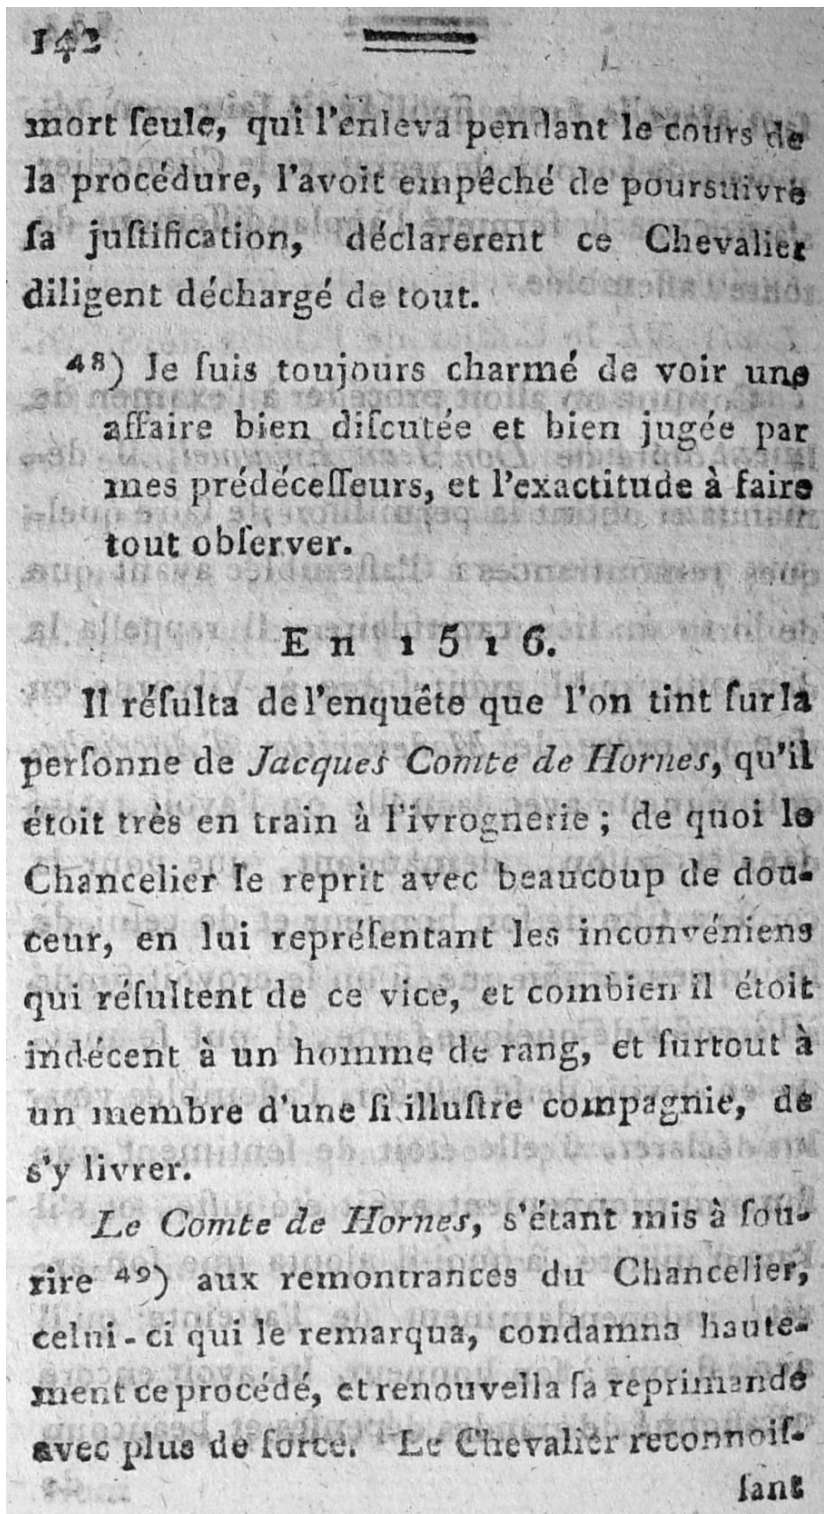 142
mort ſeule, qui l'enleva pendant le cours de
la procédure, l'avoit empêché de pourſuivre
ſa juſtification, déclarerent ce Chevalier
diligent déchargé de tout.
48) Je ſuis toujours charmé de voir une
affaire bien diſcutée et bien jugée par
mes prédéceſſeurs, et l'exactitude à faire
tout obſerver.
En 1516.
Il réſulta de l'enquête que l'on tint ſur la
perſonne de Jacques Comte de Hornes, qu'il
étoit très en train à l'ivrognerie; de quoi le
Chancelier le reprit avec beaucoup de dou-
ceur, en lui repréſentant les inconvéniens
qui réſultent de ce vice, et combien il étoit
indécent à un homme de rang, et ſurtout à
un membre d'une ſi illuſtre compagnie, de
s'y livrer.
Le Comte de Hornes, s'étant mis à ſou-
rire 49) aux remontrances du Chancelier,
celui-ci qui le remarqua, condamna haute-
ment ce procédé, et renouvella ſa reprimande
avec plus de force. Le Chevalier reconnoiſ-
ſant